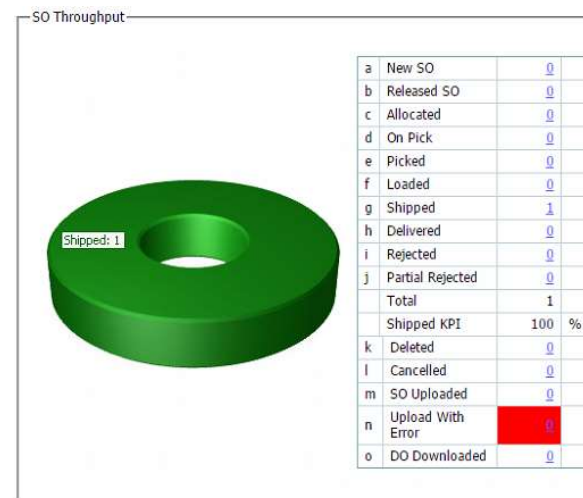 SO Throughput
Shipped: 1
a New SO 0
b Released SO 0
c Allocated 0
d On Pick 0
e Picked 0
f Loaded 0
g Shipped 1
h Delivered 0
i Rejected 0
j Partial Rejected 0
Total 1
Shipped KPI 100 %
k Deleted 0
l Cancelled 0
m SO Uploaded 0
n Upload With
Error 0
o DO Downloaded 0